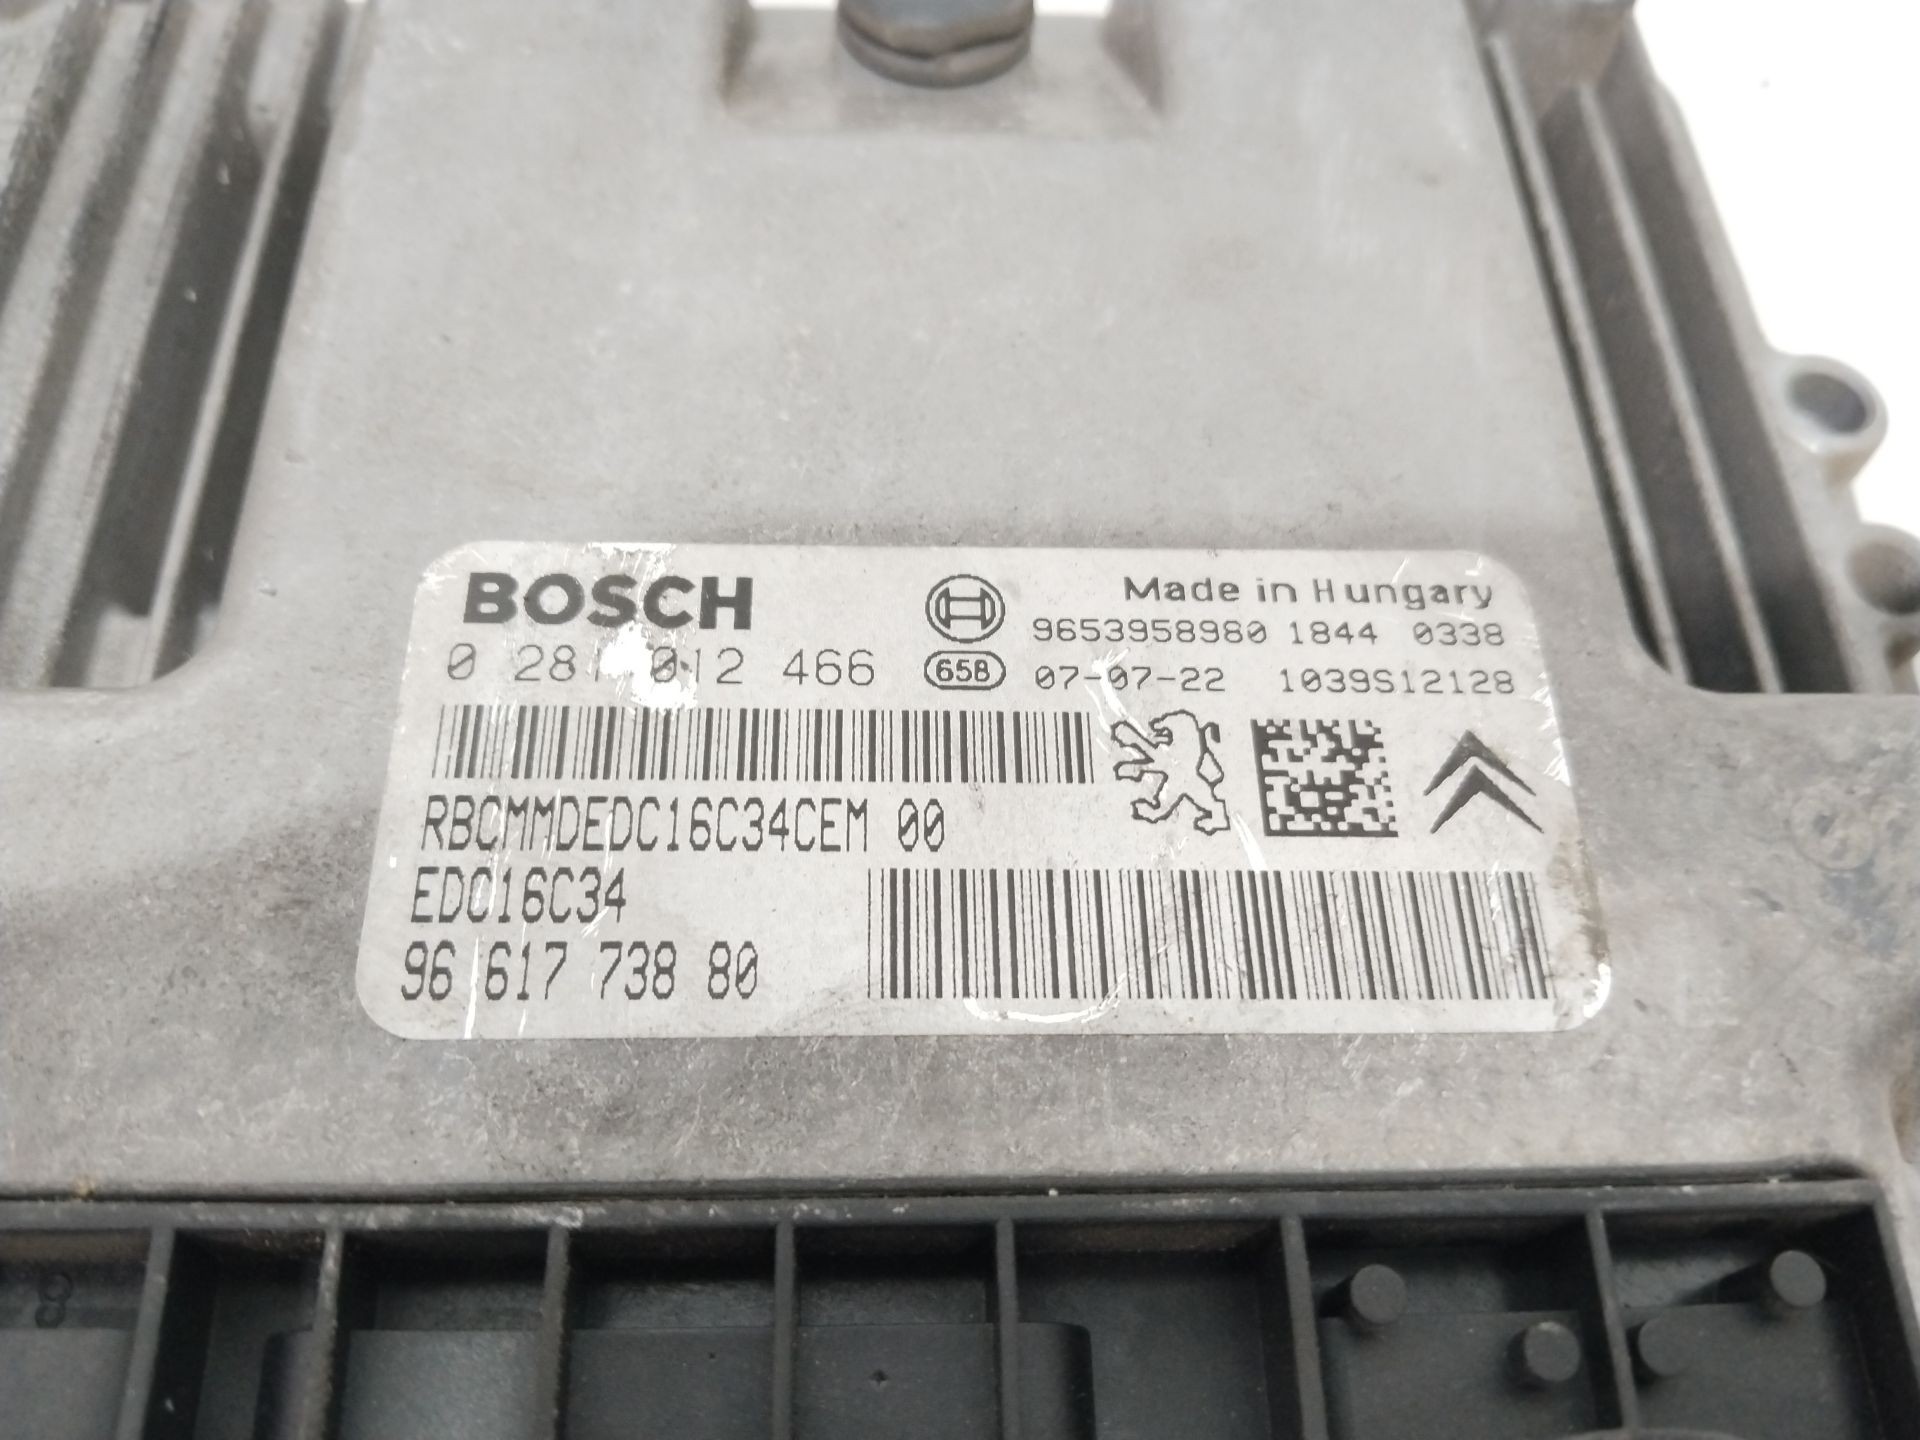 BOSCH
0 281 012 466
658
Made in Hungary
9653958980 1844 0338
07-07-22 1039S12128
RBCMMDEDC16C34CEM 00
EDC16C34
96 617 738 80
8